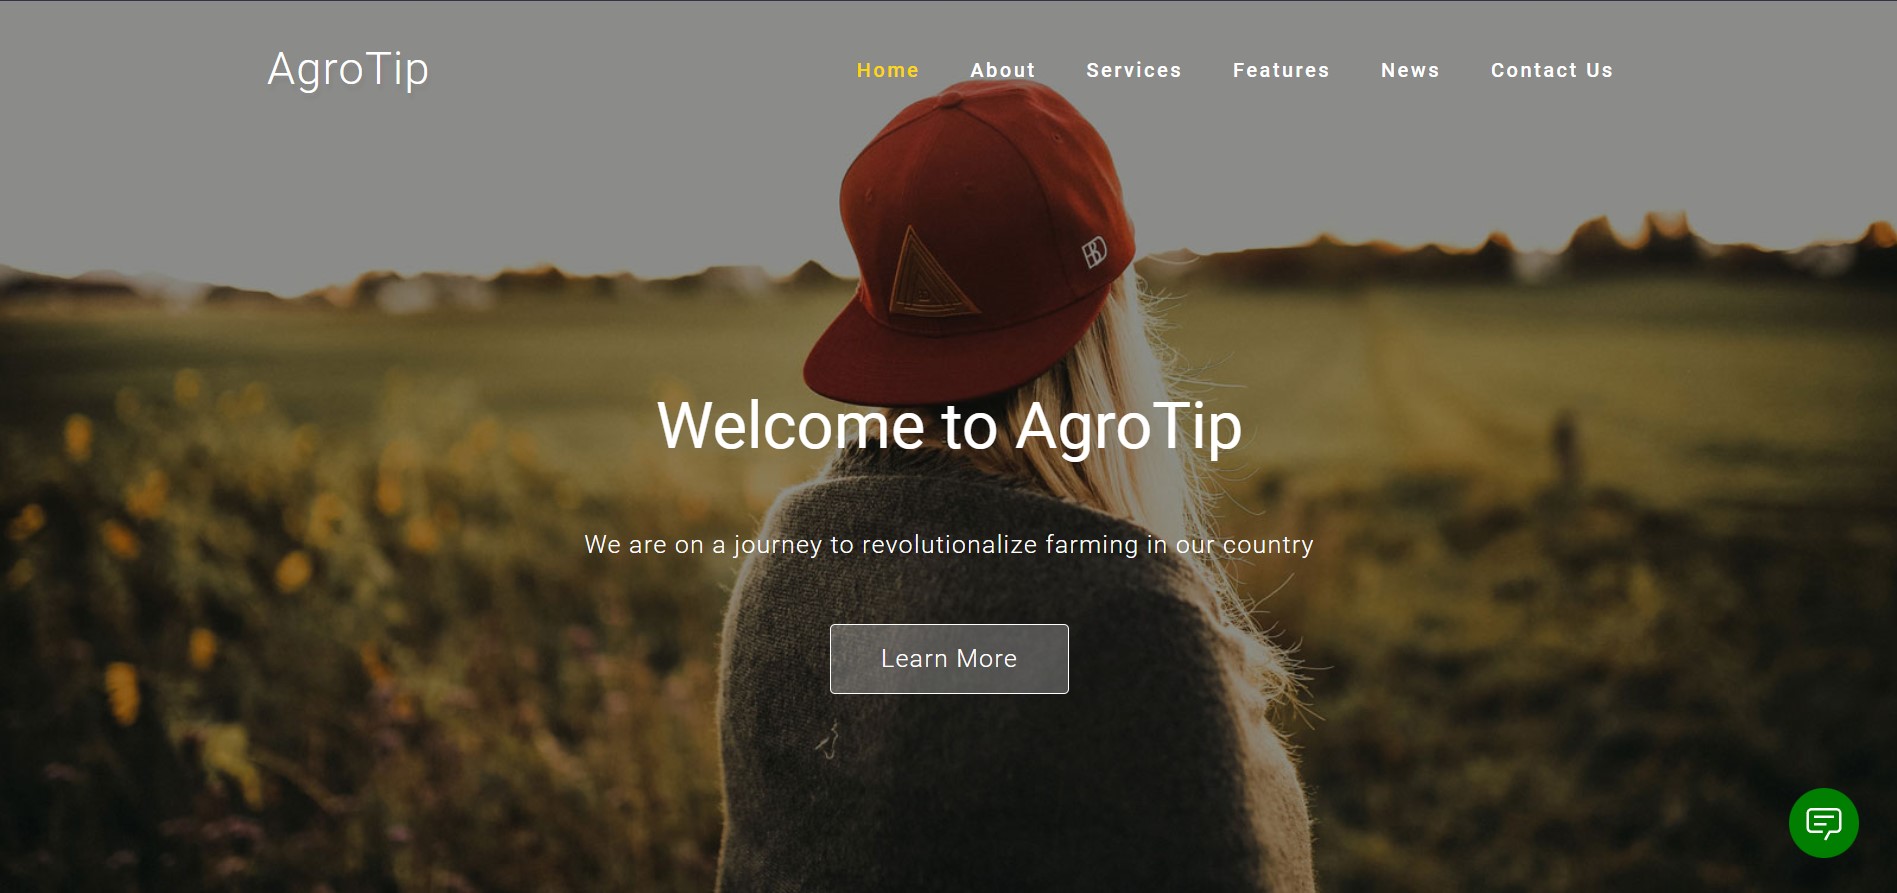 AgroTip
Home About Services Features News Contact Us
Welcome to AgroTip
We are on a journey to revolutionalize farming in our country
Learn More